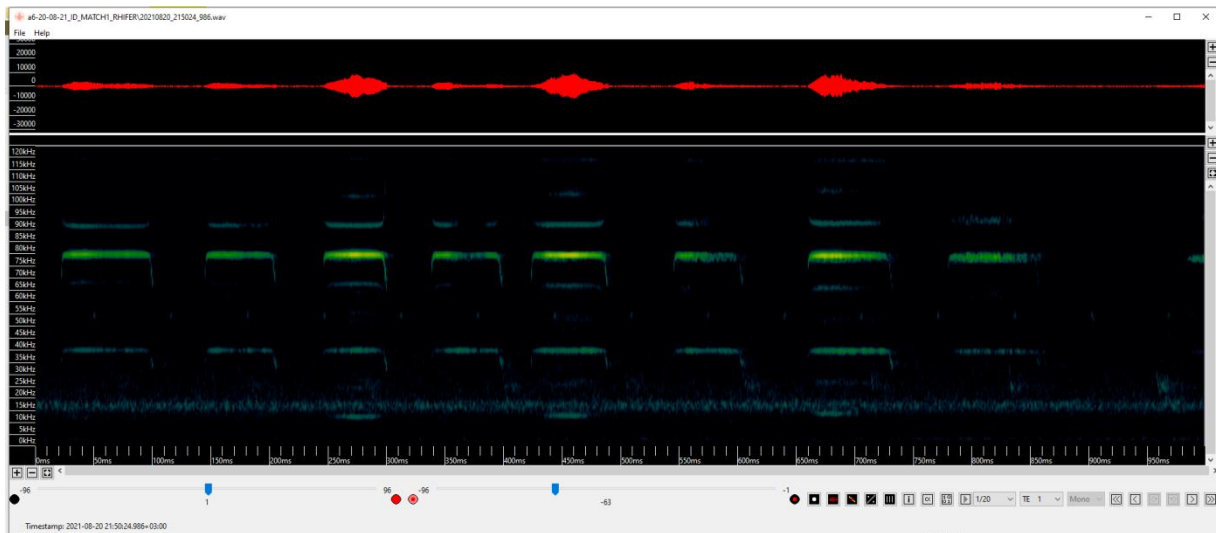 a6-20-08-21_ID_MATCH1_RHIFER\20210820_215024_986.wav
File Help
20000
10000
0
-10000
-20000
-30000
120kHz
115kHz
110kHz
105kHz
100kHz
95kHz
90kHz
85kHz
80kHz
75kHz
70kHz
65kHz
60kHz
55kHz
50kHz
45kHz
40kHz
35kHz
30kHz
25kHz
20kHz
15kHz
10kHz
5kHz
0kHz
0ms 50ms 100ms 150ms 200ms 250ms 300ms 350ms 400ms 450ms 500ms 550ms 600ms 650ms 700ms 750ms 800ms 850ms 900ms 950ms
-96 96 -96 -1
1 -63
1/20 TE 1 Mono
Timestamp: 2021-08-20 21:50:24.986+03:00